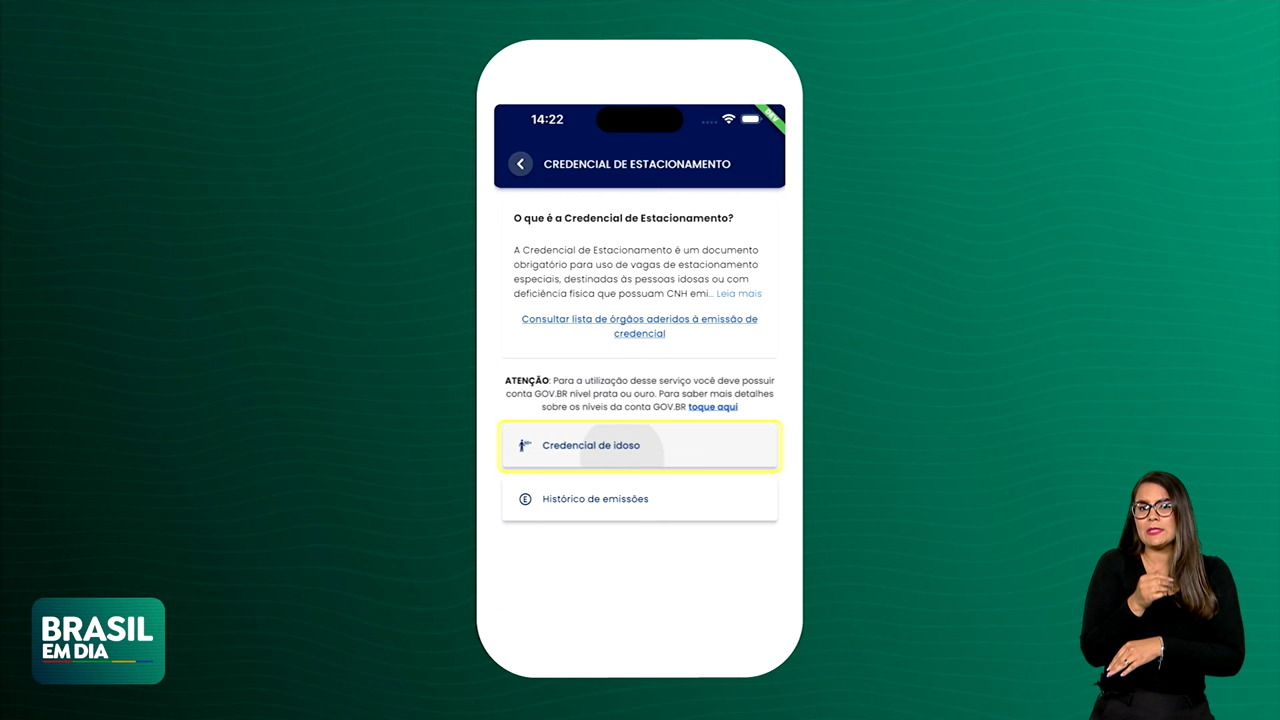 14:22
DEV
CREDENCIAL DE ESTACIONAMENTO
O que é a Credencial de Estacionamento?
A Credencial de Estacionamento é um documento
obrigatório para uso de vagas de estacionamento
especiais, destinadas às pessoas idosas ou com
deficiência física que possuam CNH emi... Leia mais
Consultar lista de órgãos aderidos à emissão de
credencial
ATENÇÃO: Para a utilização desse serviço você deve possuir
conta GOV.BR nível prata ou ouro. Para saber mais detalhes
sobre os níveis da conta GOV.BR toque aqui
Credencial de idoso
Histórico de emissões
BRASIL
EM DIA